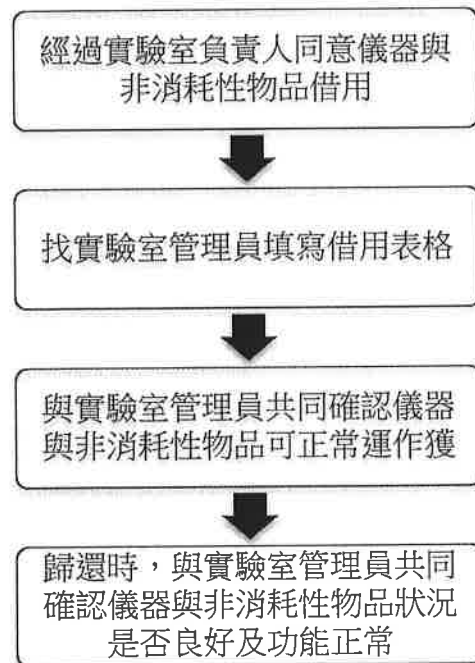 經過實驗室負責人同意儀器與
非消耗性物品借用
找實驗室管理員填寫借用表格
與實驗室管理員共同確認儀器
與非消耗性物品可正常運作獲
歸還時，與實驗室管理員共同
確認儀器與非消耗性物品狀況
是否良好及功能正常